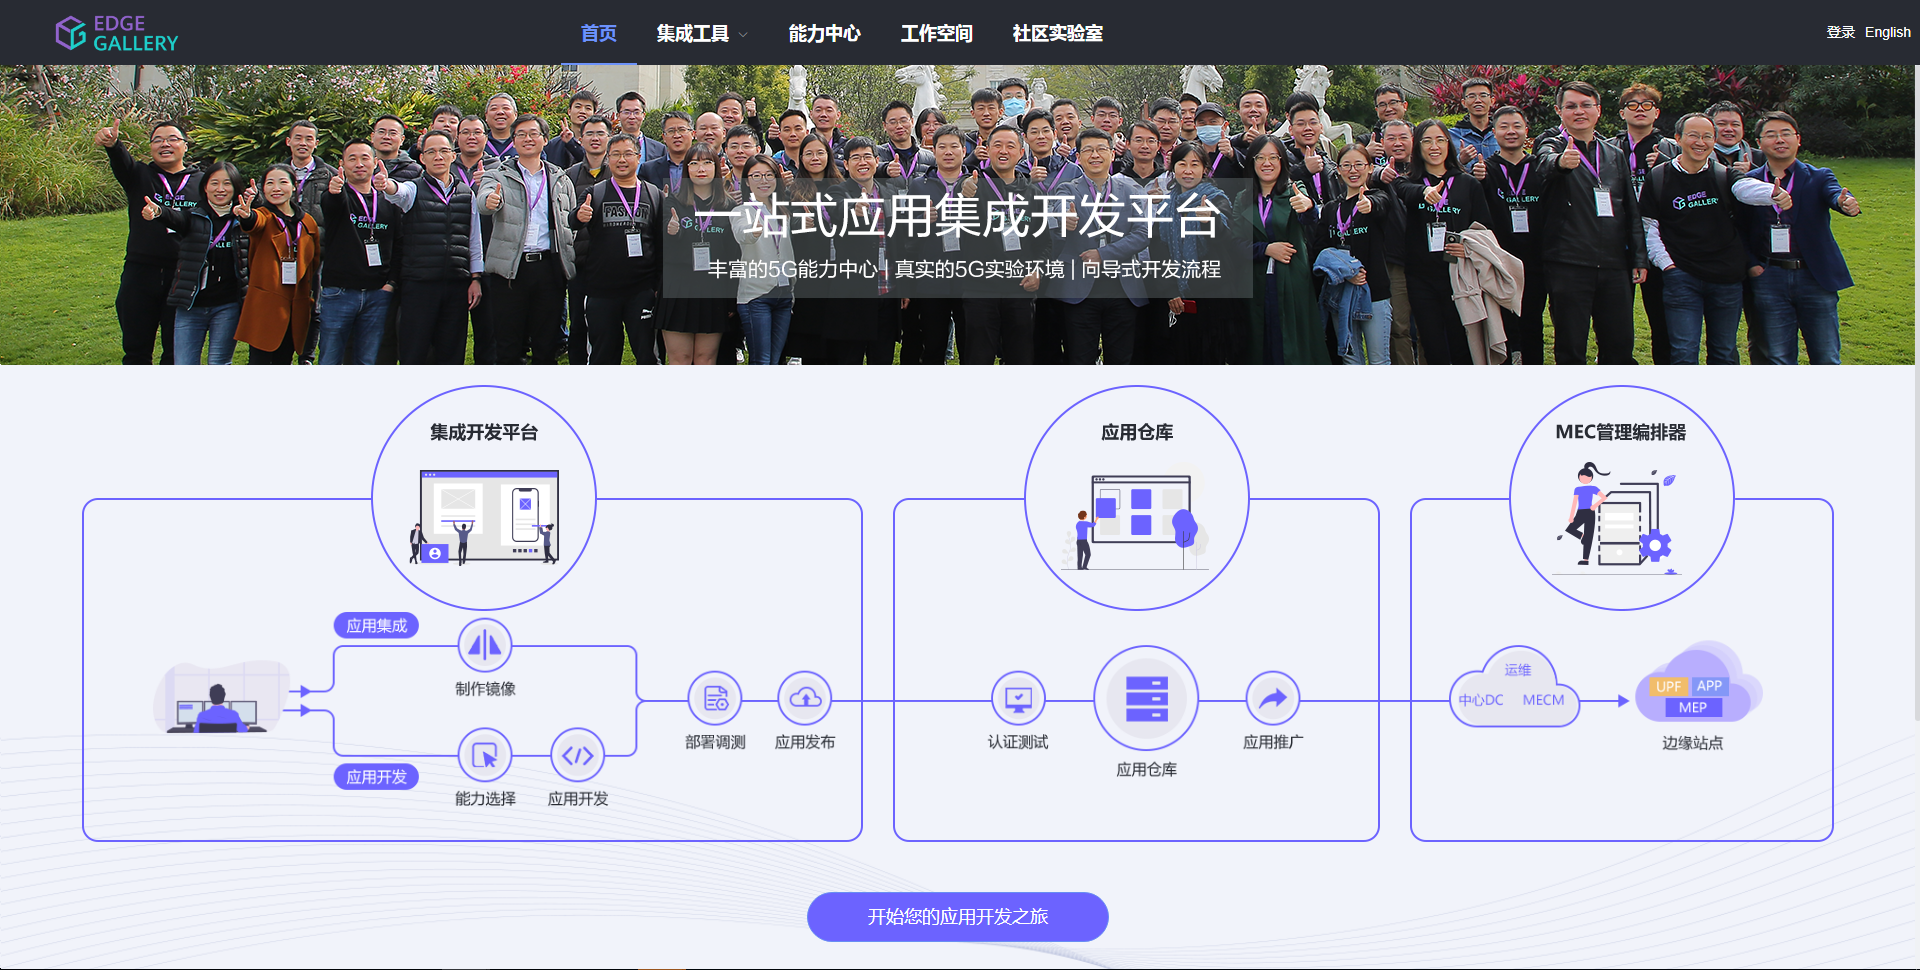 EDGE
GALLERY
首页
集成工具
能力中心
工作空间
社区实验室
登录
English
一站式应用集成开发平台
丰富的5G能力中心 | 真实的5G实验环境 | 向导式开发流程
集成开发平台
应用仓库
MEC管理编排器
应用集成
制作镜像
部署调测
应用发布
应用开发
能力选择
应用开发
认证测试
应用仓库
应用推广
运维
中心DC
MECM
UPF
APP
MEP
边缘站点
开始您的应用开发之旅